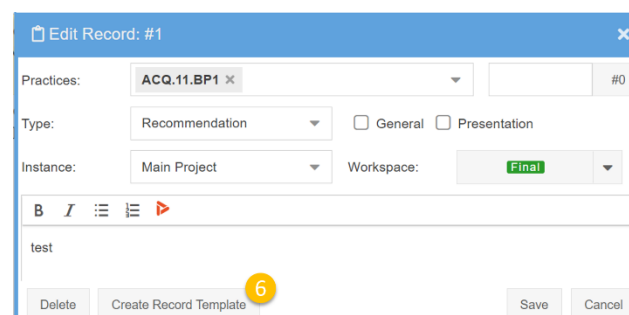 Edit Record: #1 ×
Practices: ACQ.11.BP1 × #0
Type: Recommendation General Presentation
Instance: Main Project Workspace: Final
B I
test
6
Delete Create Record Template Save Cancel